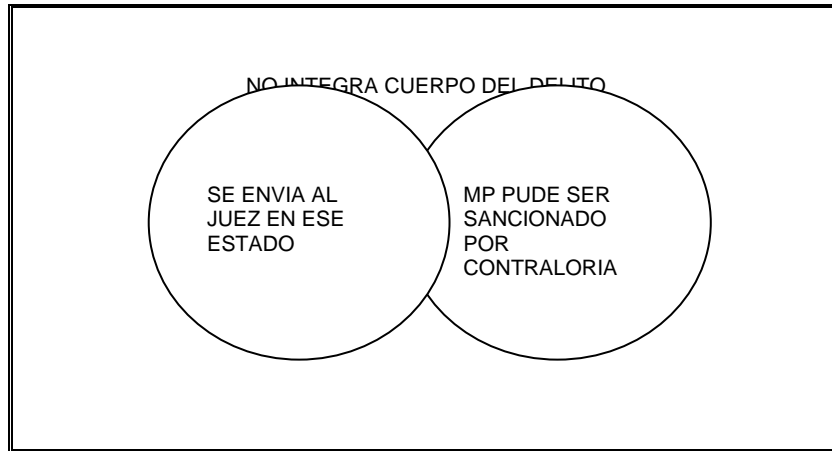 NO INTEGRA CUERPO DEL DELITO
SE ENVIA AL
JUEZ EN ESE
ESTADO
MP PUDE SER
SANCIONADO
POR
CONTRALORIA